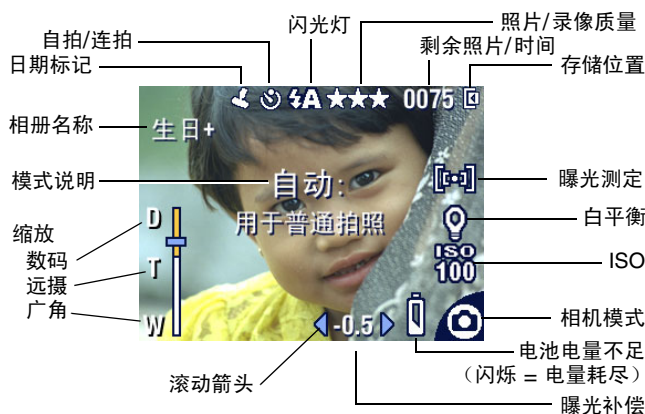 照片/录像质量
闪光灯
自拍/连拍
剩余照片/时间
日期标记
存储位置
A 0075
相册名称
生日+
模式说明
自动:
曝光测定
用于普通拍照
白平衡
D
缩放
数码
T
ISO
100
ISO
远摄
广角
W
-0.5
相机模式
电池电量不足
(闪烁 = 电量耗尽)
滚动箭头
曝光补偿